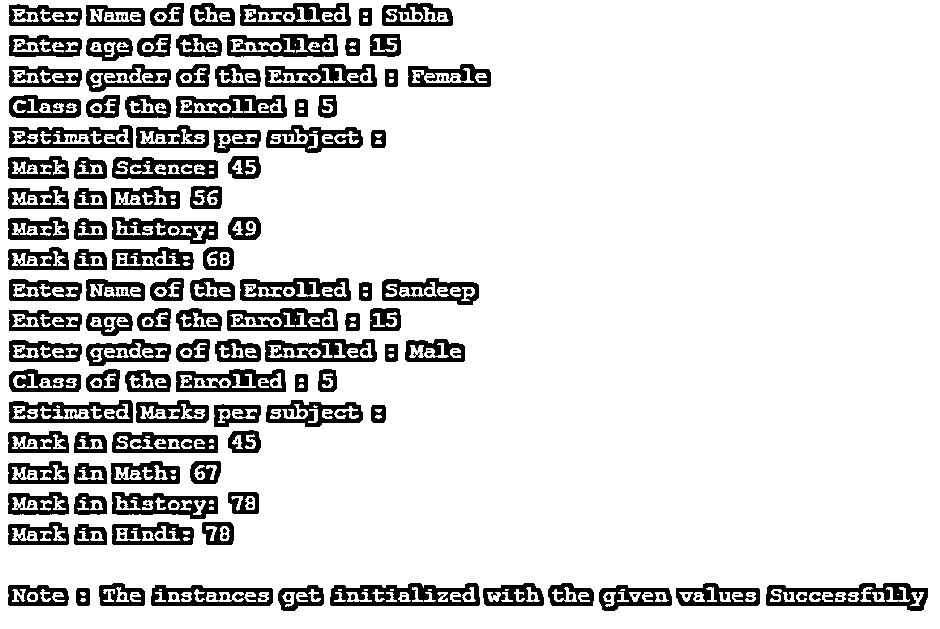 Enter Name of the Enrolled : Subha
Enter age of the Enrolled : 15
Enter gender of the Enrolled : Female
Class of the Enrolled : 5
Estimated Marks per subject :
Mark in Science: 45
Mark in Math: 56
Mark in history: 49
Mark in Hindi: 68
Enter Name of the Enrolled : Sandeep
Enter age of the Enrolled : 15
Enter gender of the Enrolled : Male
Class of the Enrolled : 5
Estimated Marks per subject :
Mark in Science: 45
Mark in Math: 67
Mark in history: 78
Mark in Hindi: 78
Note : The instances get initialized with the given values Successfully